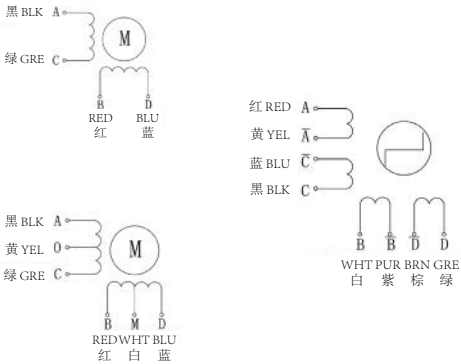 黑 BLK A
M
绿 GRE C
B D
RED BLU
红 蓝
红 RED A
黄 YEL A̅
蓝 BLU C̅
黑 BLK C
B B̅ D̅ D
WHT PUR BRN GRE
白 紫 棕 绿
黑 BLK A
黄 YEL O
M
绿 GRE C
B M D
RED WHT BLU
红 白 蓝